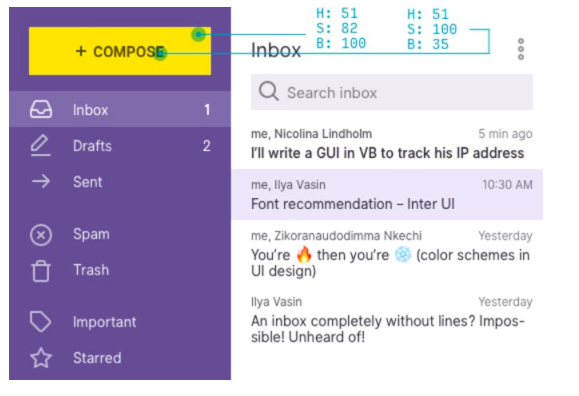 H: 51 H: 51
S: 82 S: 100
B: 100 B: 35
+ COMPOSE
Inbox 1
Drafts 2
Sent
Spam
Trash
Important
Starred
Inbox
Search inbox
me, Nicolina Lindholm 5 min ago
I'll write a GUI in VB to track his IP address
me, Ilya Vasin 10:30 AM
Font recommendation – Inter UI
me, Zikoranaudodimma Nkechi Yesterday
You're 🔥 then you're ❄️ (color schemes in
UI design)
Ilya Vasin Yesterday
An inbox completely without lines? Impos-
sible! Unheard of!